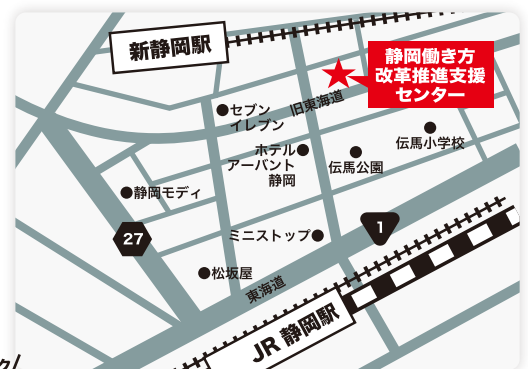 新静岡駅
静岡働き方
改革推進支援
センター
セブン
イレブン
旧東海道
伝馬小学校
ホテル
アーバント
静岡
伝馬公園
静岡モディ
27
ミニストップ
1
松坂屋
東海道
JR 静岡駅